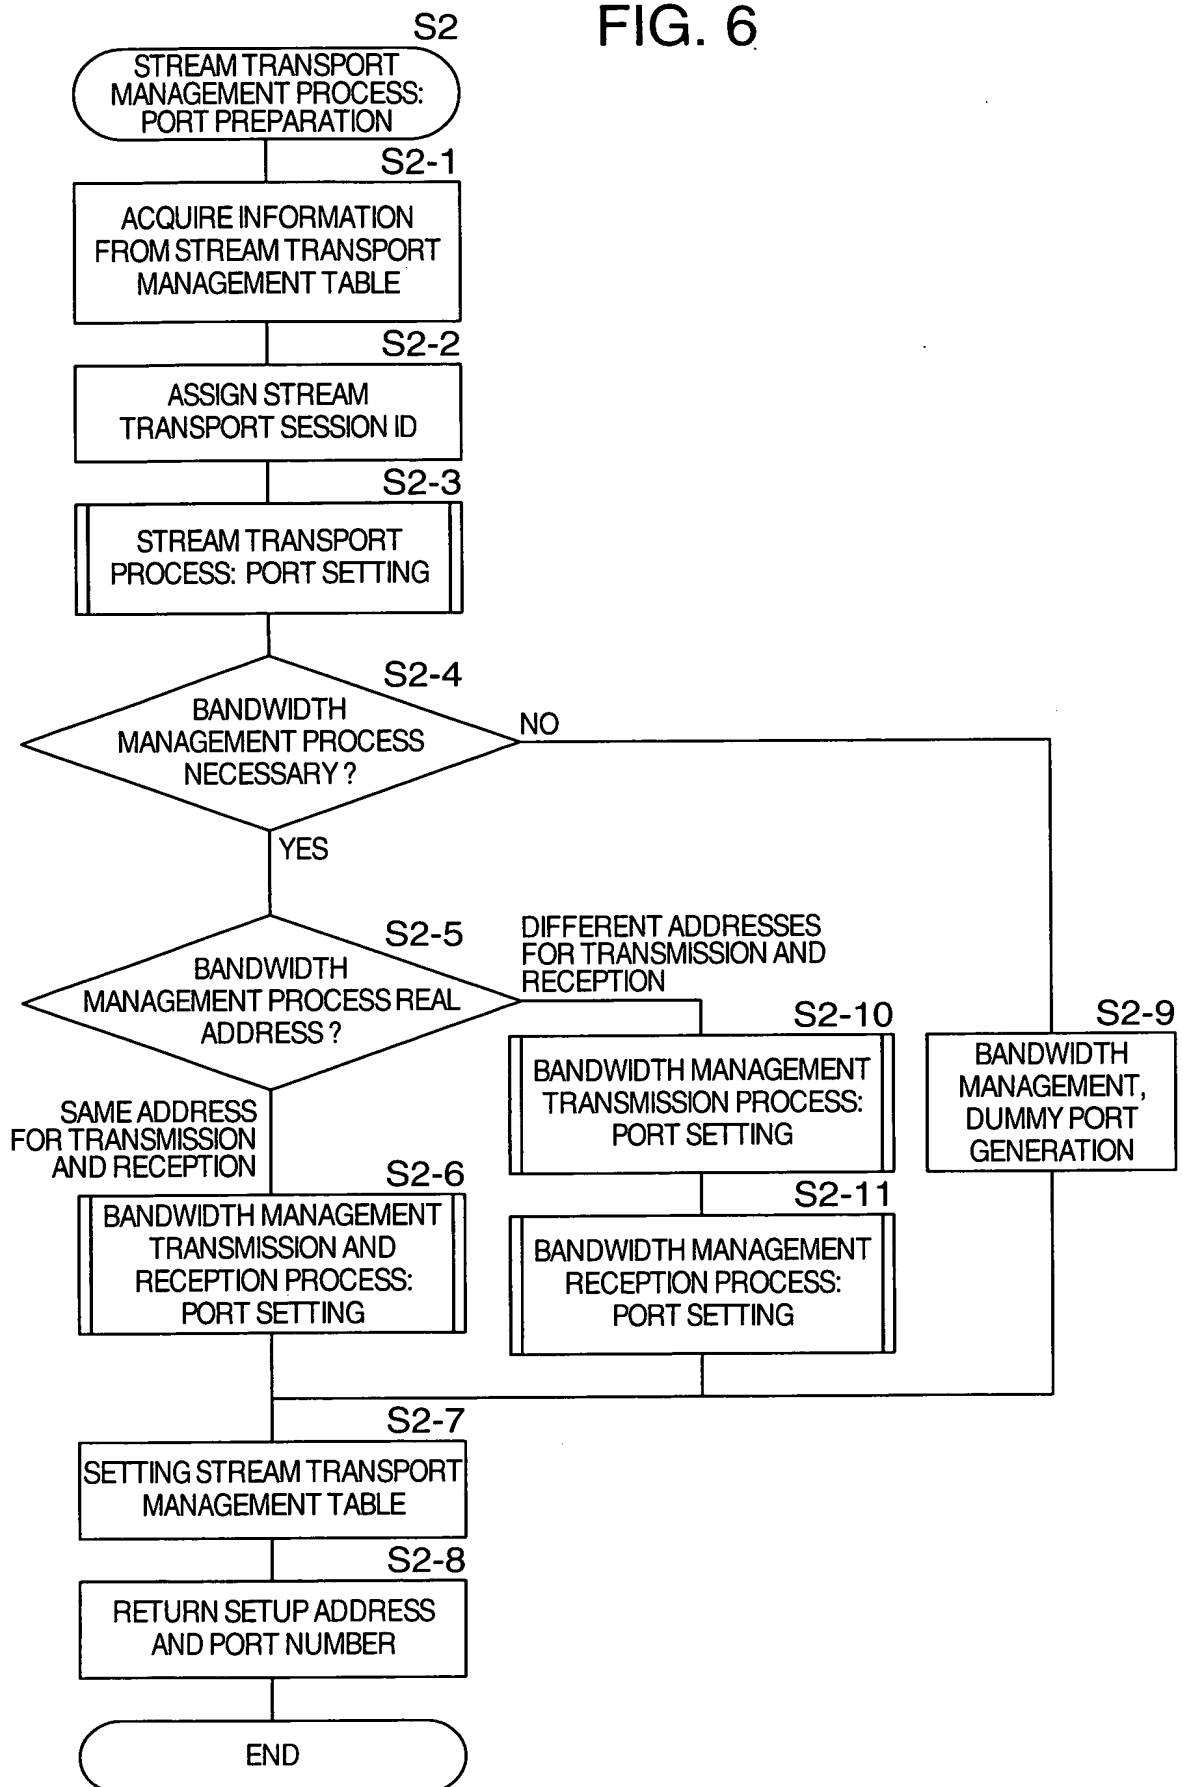 FIG. 6
S2
STREAM TRANSPORT
MANAGEMENT PROCESS:
PORT PREPARATION
S2-1
ACQUIRE INFORMATION
FROM STREAM TRANSPORT
MANAGEMENT TABLE
S2-2
ASSIGN STREAM
TRANSPORT SESSION ID
S2-3
STREAM TRANSPORT
PROCESS: PORT SETTING
S2-4
BANDWIDTH
MANAGEMENT PROCESS
NECESSARY?
NO
YES
S2-5
BANDWIDTH
MANAGEMENT PROCESS REAL
ADDRESS?
DIFFERENT ADDRESSES
FOR TRANSMISSION AND
RECEPTION
SAME ADDRESS
FOR TRANSMISSION
AND RECEPTION
S2-6
BANDWIDTH MANAGEMENT
TRANSMISSION AND
RECEPTION PROCESS:
PORT SETTING
S2-10
BANDWIDTH MANAGEMENT
TRANSMISSION PROCESS:
PORT SETTING
S2-11
BANDWIDTH MANAGEMENT
RECEPTION PROCESS:
PORT SETTING
S2-9
BANDWIDTH
MANAGEMENT,
DUMMY PORT
GENERATION
S2-7
SETTING STREAM TRANSPORT
MANAGEMENT TABLE
S2-8
RETURN SETUP ADDRESS
AND PORT NUMBER
END